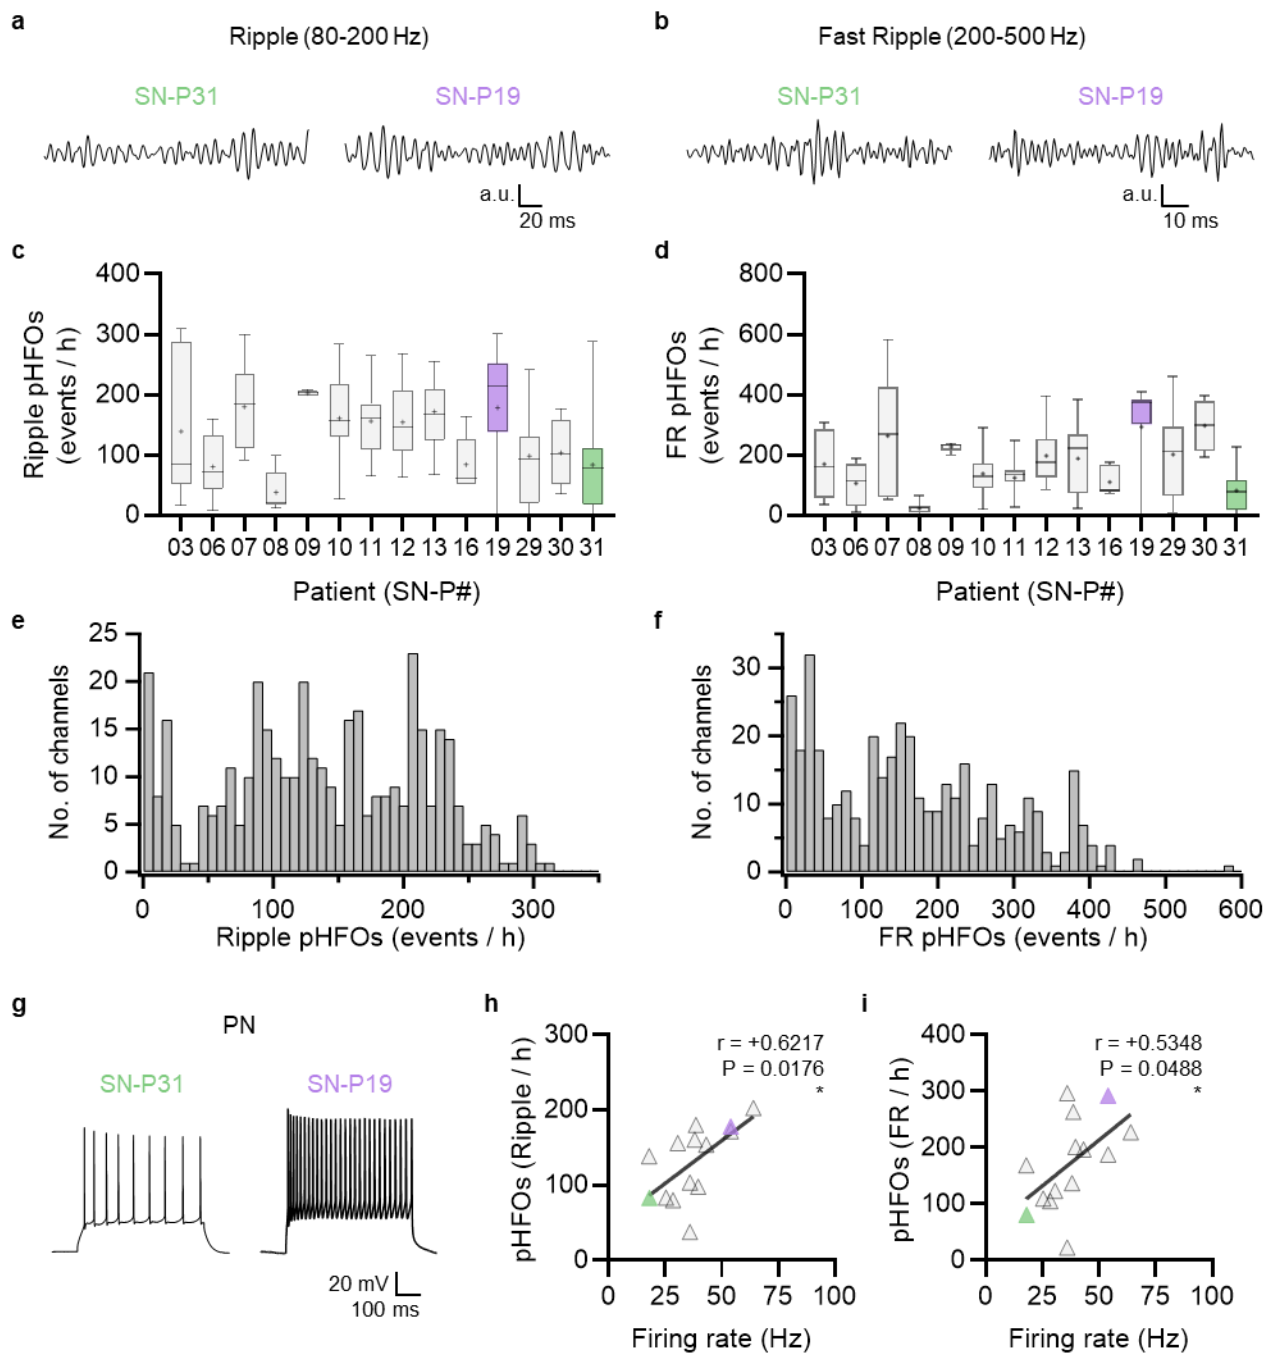 a
Ripple (80-200 Hz)
SN-P31
SN-P19
a.u.
20 ms
b
Fast Ripple (200-500 Hz)
SN-P31
SN-P19
a.u.
10 ms
c
Ripple pHFOs
(events / h)
400
300
200
100
0
03 06 07 08 09 10 11 12 13 16 19 29 30 31
Patient (SN-P#)
d
FR pHFOs
(events / h)
800
600
400
200
0
03 06 07 08 09 10 11 12 13 16 19 29 30 31
Patient (SN-P#)
e
No. of channels
25
20
15
10
5
0
0 100 200 300
Ripple pHFOs (events / h)
f
No. of channels
30
20
10
0
0 100 200 300 400 500 600
FR pHFOs (events / h)
g
PN
SN-P31
SN-P19
20 mV
100 ms
h
pHFOs (Ripple / h)
300
200
100
0
r = +0.6217
P = 0.0176
*
0 25 50 75 100
Firing rate (Hz)
i
pHFOs (FR / h)
400
300
200
100
0
r = +0.5348
P = 0.0488
*
0 25 50 75 100
Firing rate (Hz)